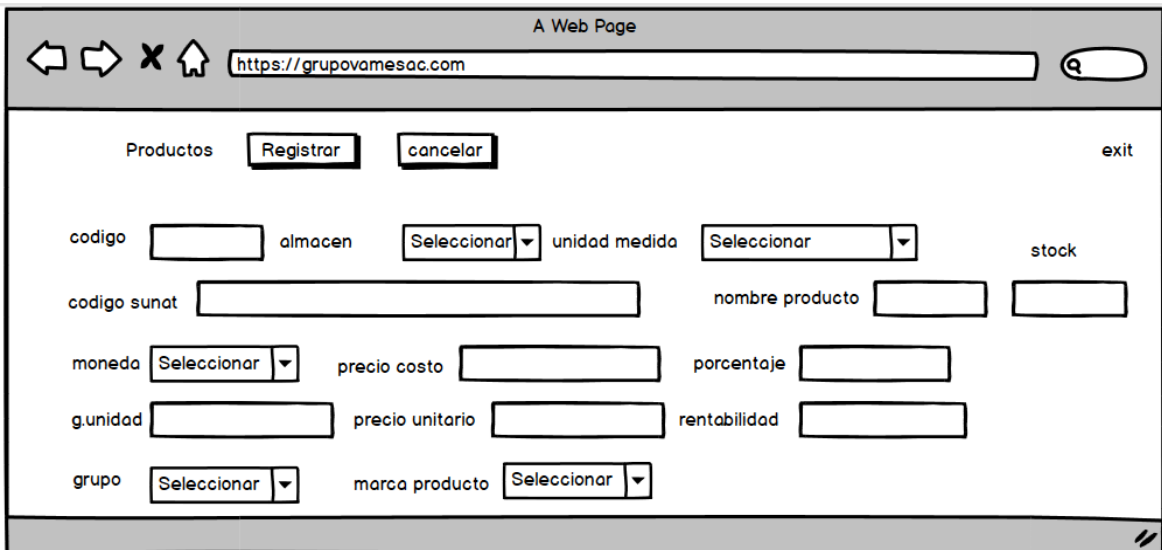 A Web Page
https://grupovamesac.com
Productos Registrar cancelar exit
codigo almacen Seleccionar unidad medida Seleccionar
stock
codigo sunat nombre producto
moneda Seleccionar precio costo porcentaje
g.unidad precio unitario rentabilidad
grupo Seleccionar marca producto Seleccionar